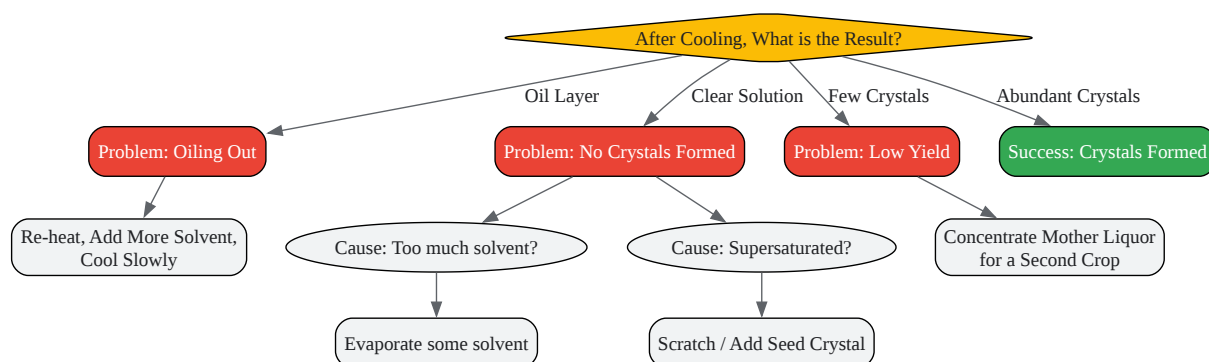 After Cooling, What is the Result?
Oil Layer
Clear Solution
Few Crystals
Abundant Crystals
Problem: Oiling Out
Problem: No Crystals Formed
Problem: Low Yield
Success: Crystals Formed
Re-heat, Add More Solvent,
Cool Slowly
Cause: Too much solvent?
Cause: Supersaturated?
Concentrate Mother Liquor
for a Second Crop
Evaporate some solvent
Scratch / Add Seed Crystal